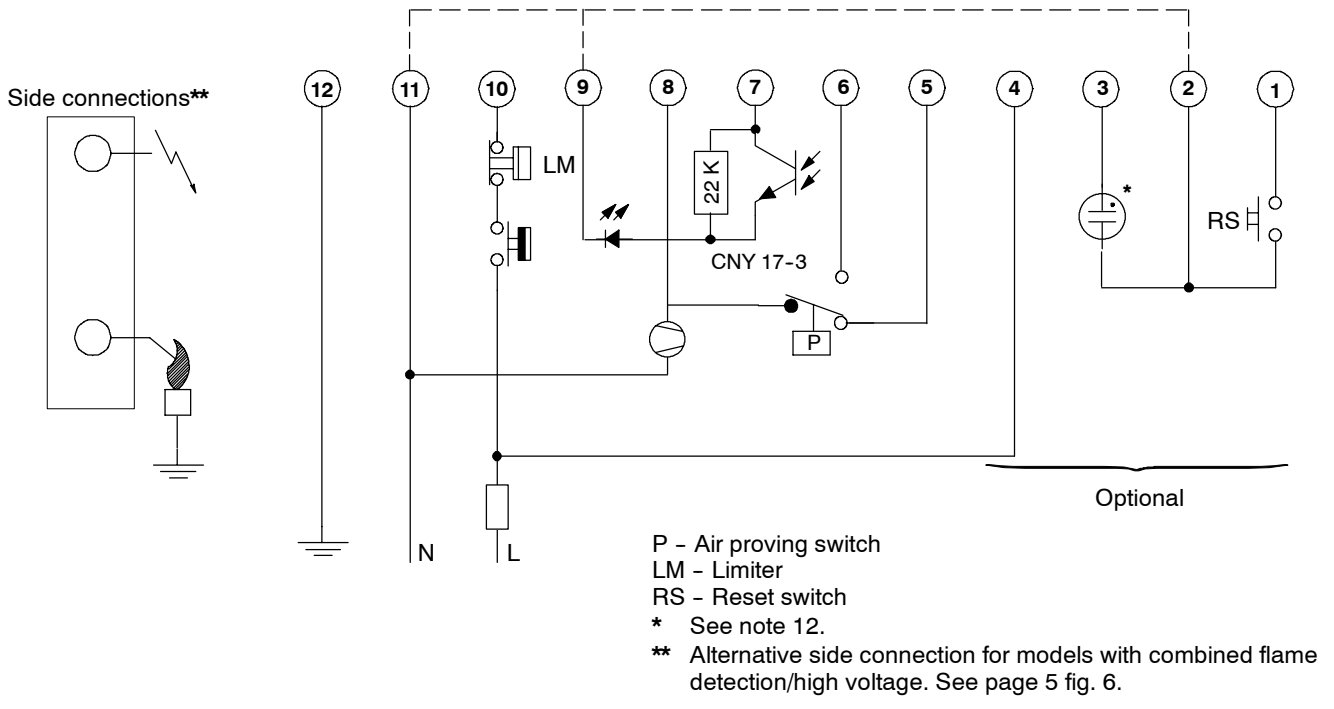 Side connections**
12
11
10
9
8
7
6
5
4
3
2
1
LM
22 K
*
RS
CNY 17-3
P
Optional
N
L
P - Air proving switch
LM - Limiter
RS - Reset switch
* See note 12.
** Alternative side connection for models with combined flame
detection/high voltage. See page 5 fig. 6.